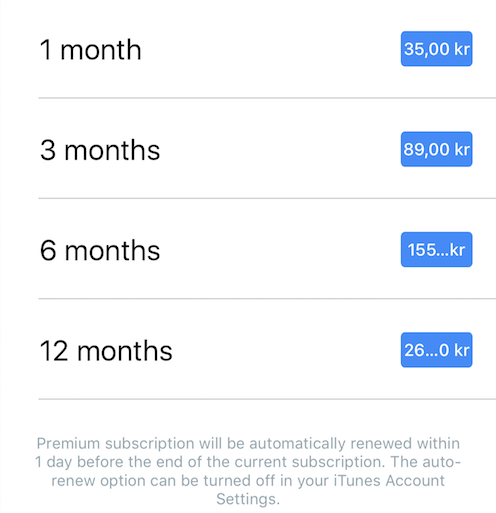 1 month 35,00 kr
3 months 89,00 kr
6 months 155...kr
12 months 26...0 kr
Premium subscription will be automatically renewed within
1 day before the end of the current subscription. The auto-
renew option can be turned off in your iTunes Account
Settings.